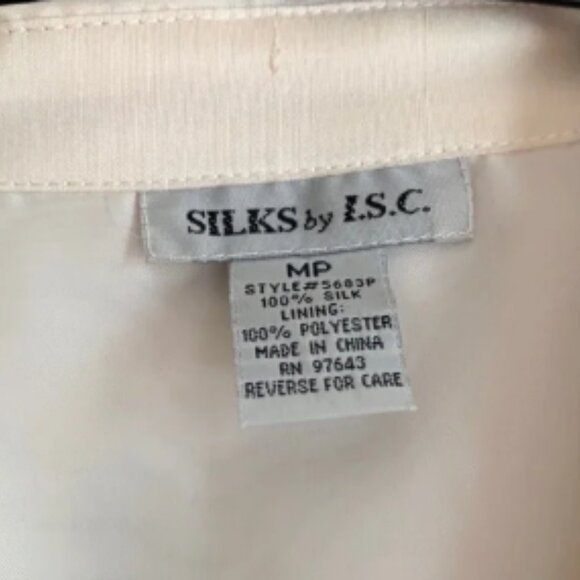 SILKS by I.S.C.
MP
STYLE#5683P
100% SILK
LINING:
100% POLYESTER
MADE IN CHINA
RN 97643
REVERSE FOR CARE